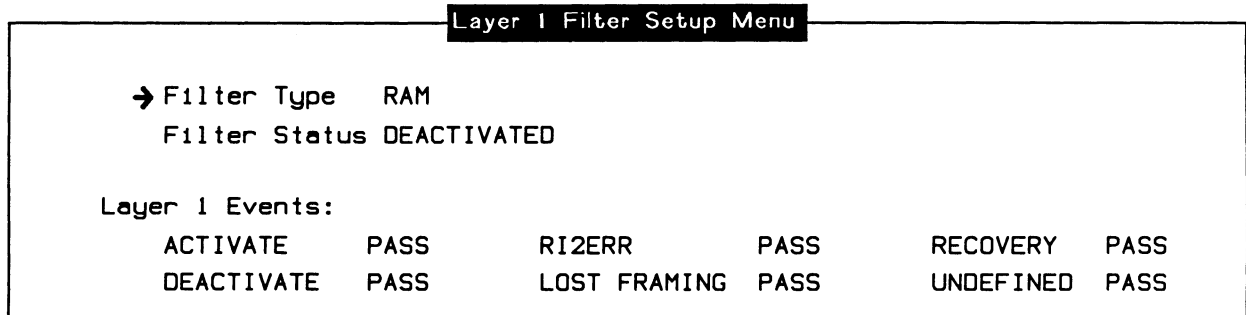 Layer 1 Filter Setup Menu
→ Filter Type RAM
Filter Status DEACTIVATED
Layer 1 Events:
ACTIVATE PASS RI2ERR PASS RECOVERY PASS
DEACTIVATE PASS LOST FRAMING PASS UNDEFINED PASS